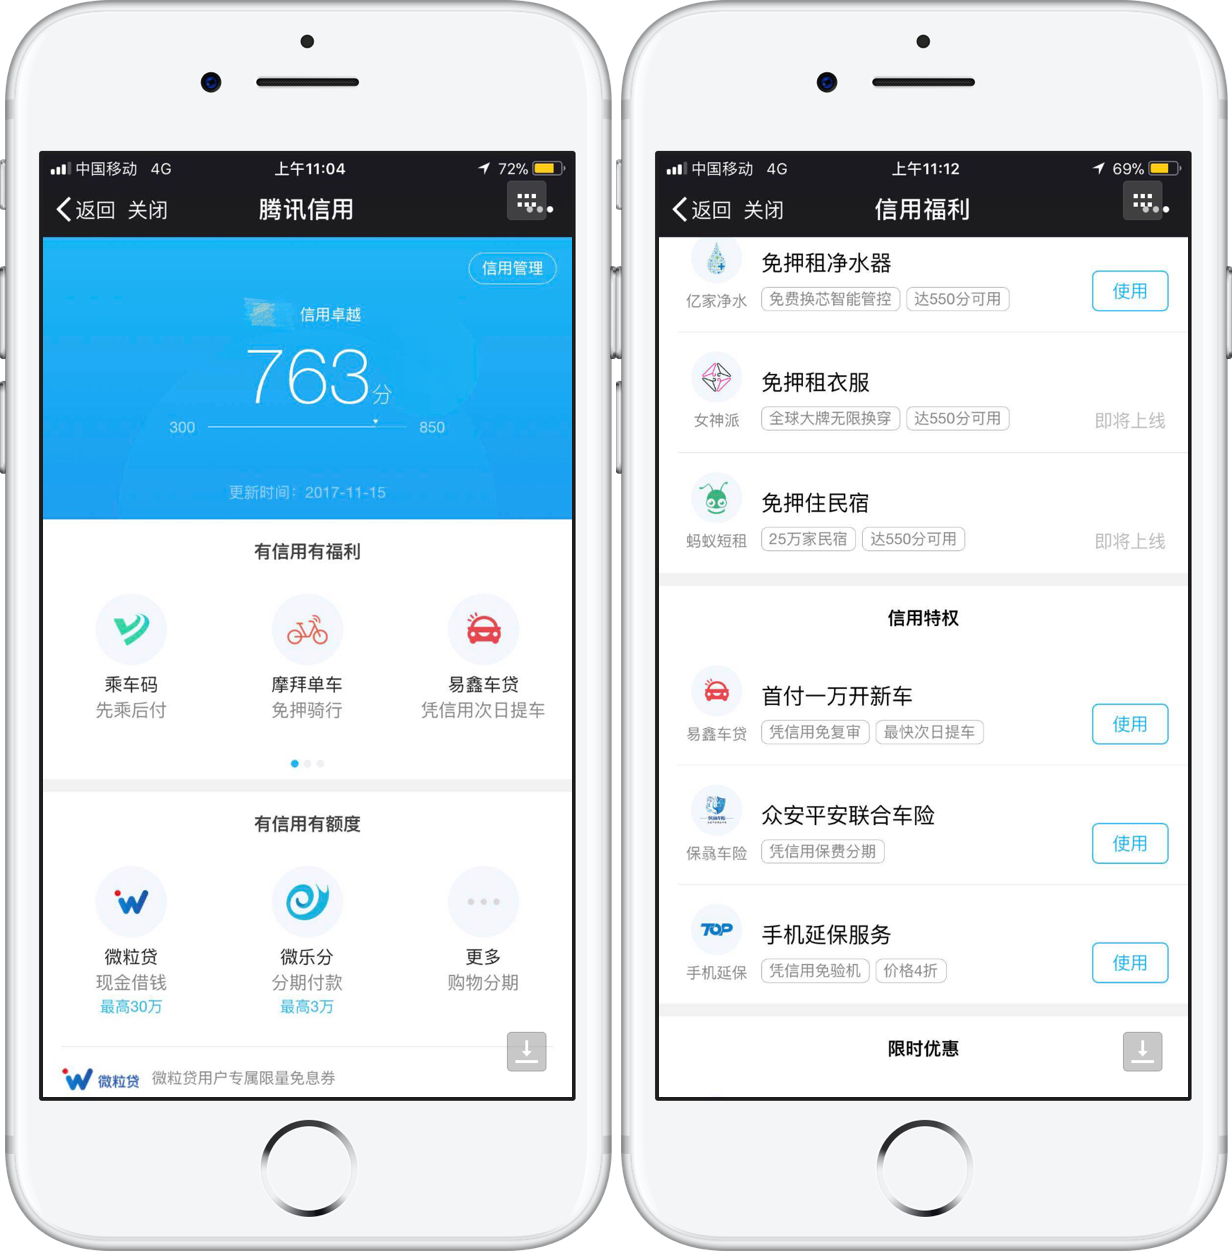 中国移动 4G 上午11:04 72%
返回 关闭 腾讯信用
信用管理
信用卓越
763分
300 850
更新时间：2017-11-15
有信用有福利
乘车码 摩拜单车 易鑫车贷
先乘后付 免押骑行 凭信用次日提车
有信用有额度
微粒贷 微乐分 更多
现金借钱 分期付款 购物分期
最高30万 最高3万
微粒贷 微粒贷用户专属限量免息券
中国移动 4G 上午11:12 69%
返回 关闭 信用福利
免押租净水器
亿家净水 免费换芯智能管控 达550分可用 使用
免押租衣服
女神派 全球大牌无限换穿 达550分可用 即将上线
免押住民宿
蚂蚁短租 25万家民宿 达550分可用 即将上线
信用特权
首付一万开新车
易鑫车贷 凭信用免复审 最快次日提车 使用
众安平安联合车险
保骉车险 凭信用保费分期 使用
TOP 手机延保服务
手机延保 凭信用免验机 价格4折 使用
限时优惠